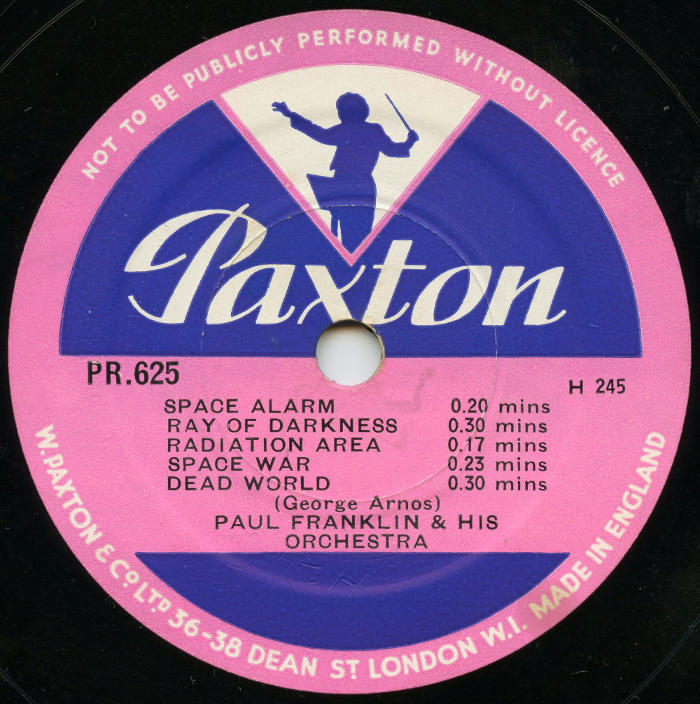 NOT TO BE PUBLICLY PERFORMED WITHOUT LICENCE
Paxton
PR.625
H 245
SPACE ALARM 0.20 mins
RAY OF DARKNESS 0.30 mins
RADIATION AREA 0.17 mins
SPACE WAR 0.23 mins
DEAD WORLD 0.30 mins
(George Arnos)
PAUL FRANKLIN & HIS
ORCHESTRA
W. PAXTON & CO LTD 36-38 DEAN ST LONDON W.I. MADE IN ENGLAND